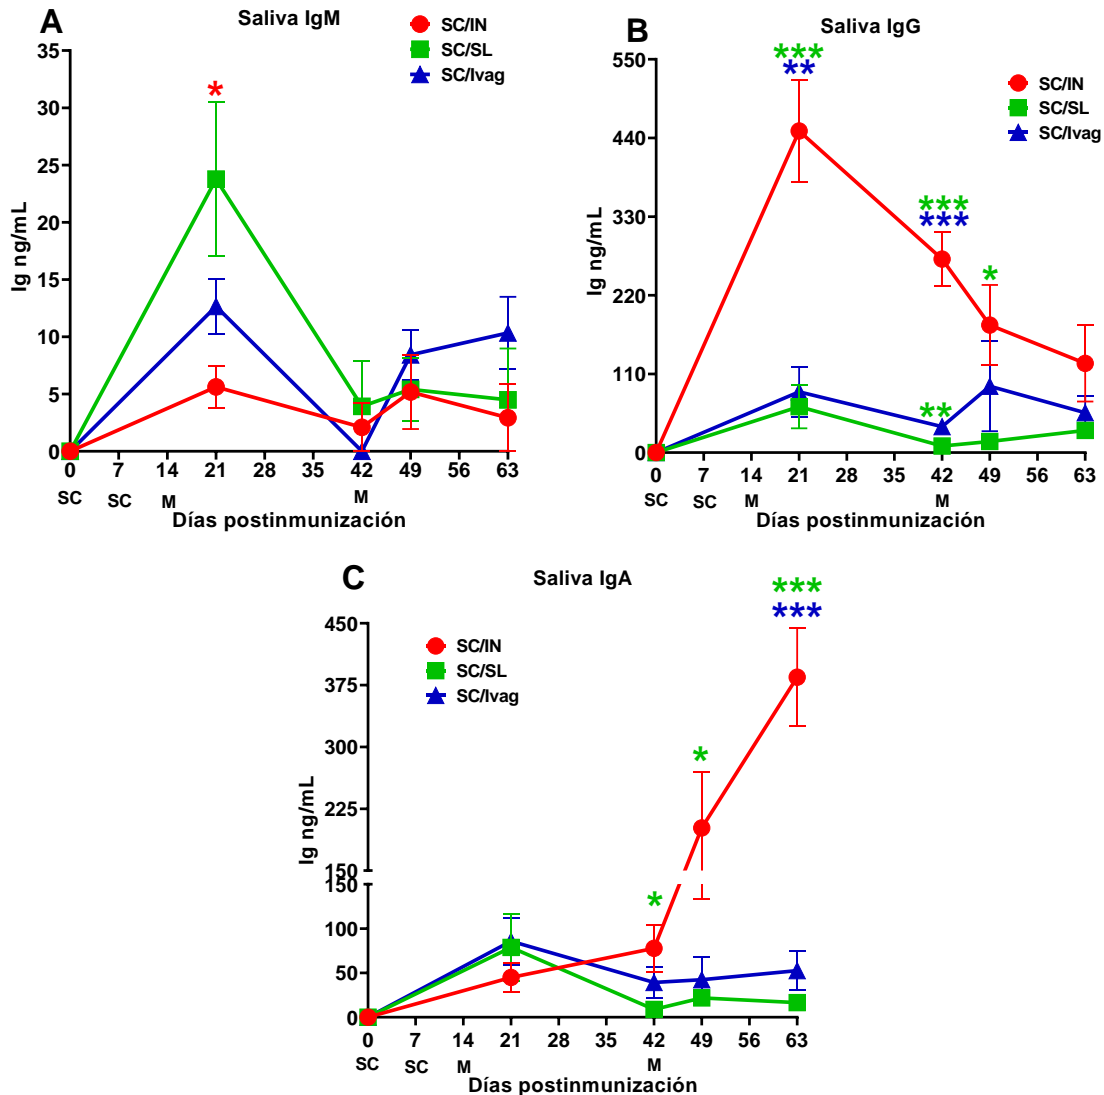 A
Saliva IgM
SC/IN
SC/SL
SC/Ivag
*
Ig ng/mL
35
30
25
20
15
10
5
0
0 7 14 21 28 35 42 49 56 63
SC SC M M
Días postinmunización
B
Saliva IgG
SC/IN
SC/SL
SC/Ivag
***
**
***
***
*
**
Ig ng/mL
550
440
330
220
110
0
0 7 14 21 28 35 42 49 56 63
SC SC M M
Días postinmunización
C
Saliva IgA
SC/IN
SC/SL
SC/Ivag
***
***
*
*
Ig ng/mL
450
375
300
225
150
150
100
50
0
0 7 14 21 28 35 42 49 56 63
SC SC M M
Días postinmunización